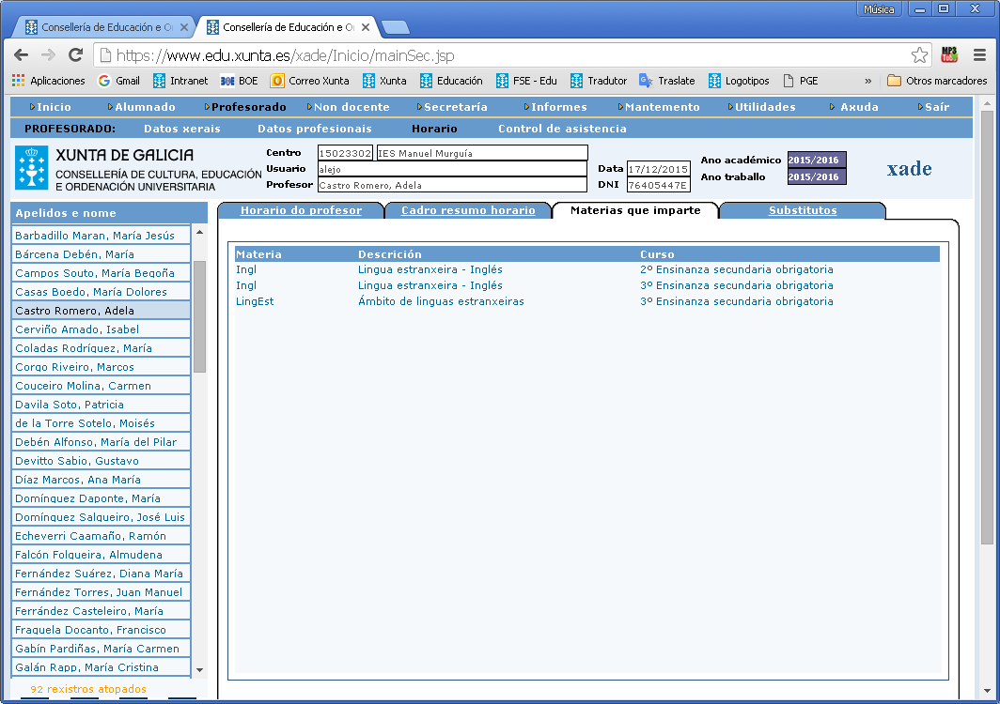 Música
Consellería de Educación e O
Consellería de Educación e O
https://www.edu.xunta.es/xade/Inicio/mainSec.jsp
Aplicaciones Gmail Intranet BOE Correo Xunta Xunta Educación FSE - Edu Tradutor Traslate Logotipos PGE » Otros marcadores
Inicio Alumnado Profesorado Non docente Secretaría Informes Mantemento Utilidades Axuda Saír
PROFESORADO: Datos xerais Datos profesionais Horario Control de asistencia
XUNTA DE GALICIA
CONSELLERÍA DE CULTURA, EDUCACIÓN
E ORDENACIÓN UNIVERSITARIA
Centro 15023302 IES Manuel Murguía
Usuario alejo
Profesor Castro Romero, Adela
Data 17/12/2015
DNI 76405447E
Ano académico 2015/2016
Ano traballo 2015/2016
xade
Apelidos e nome
Barbadillo Maran, María Jesús
Bárcena Debén, María
Campos Souto, María Begoña
Casas Boedo, María Dolores
Castro Romero, Adela
Cerviño Amado, Isabel
Coladas Rodríguez, María
Corgo Riveiro, Marcos
Couceiro Molina, Carmen
Davila Soto, Patricia
de la Torre Sotelo, Moisés
Debén Alfonso, María del Pilar
Devitto Sabio, Gustavo
Díaz Marcos, Ana María
Domínguez Daponte, María
Domínguez Salgueiro, José Luis
Echeverri Caamaño, Ramón
Falcón Folgueira, Almudena
Fernández Suárez, Diana María
Fernández Torres, Juan Manuel
Ferrández Casteleiro, María
Fraguela Docanto, Francisco
Gabín Pardiñas, María Carmen
Galán Rapp, María Cristina
92 rexistros atopados
Horario do profesor Cadro resumo horario Materias que imparte Substitutos
Materia Descrición Curso
Ingl Lingua estranxeira - Inglés 2º Ensinanza secundaria obrigatoria
Ingl Lingua estranxeira - Inglés 3º Ensinanza secundaria obrigatoria
LingEst Ámbito de linguas estranxeiras 3º Ensinanza secundaria obrigatoria